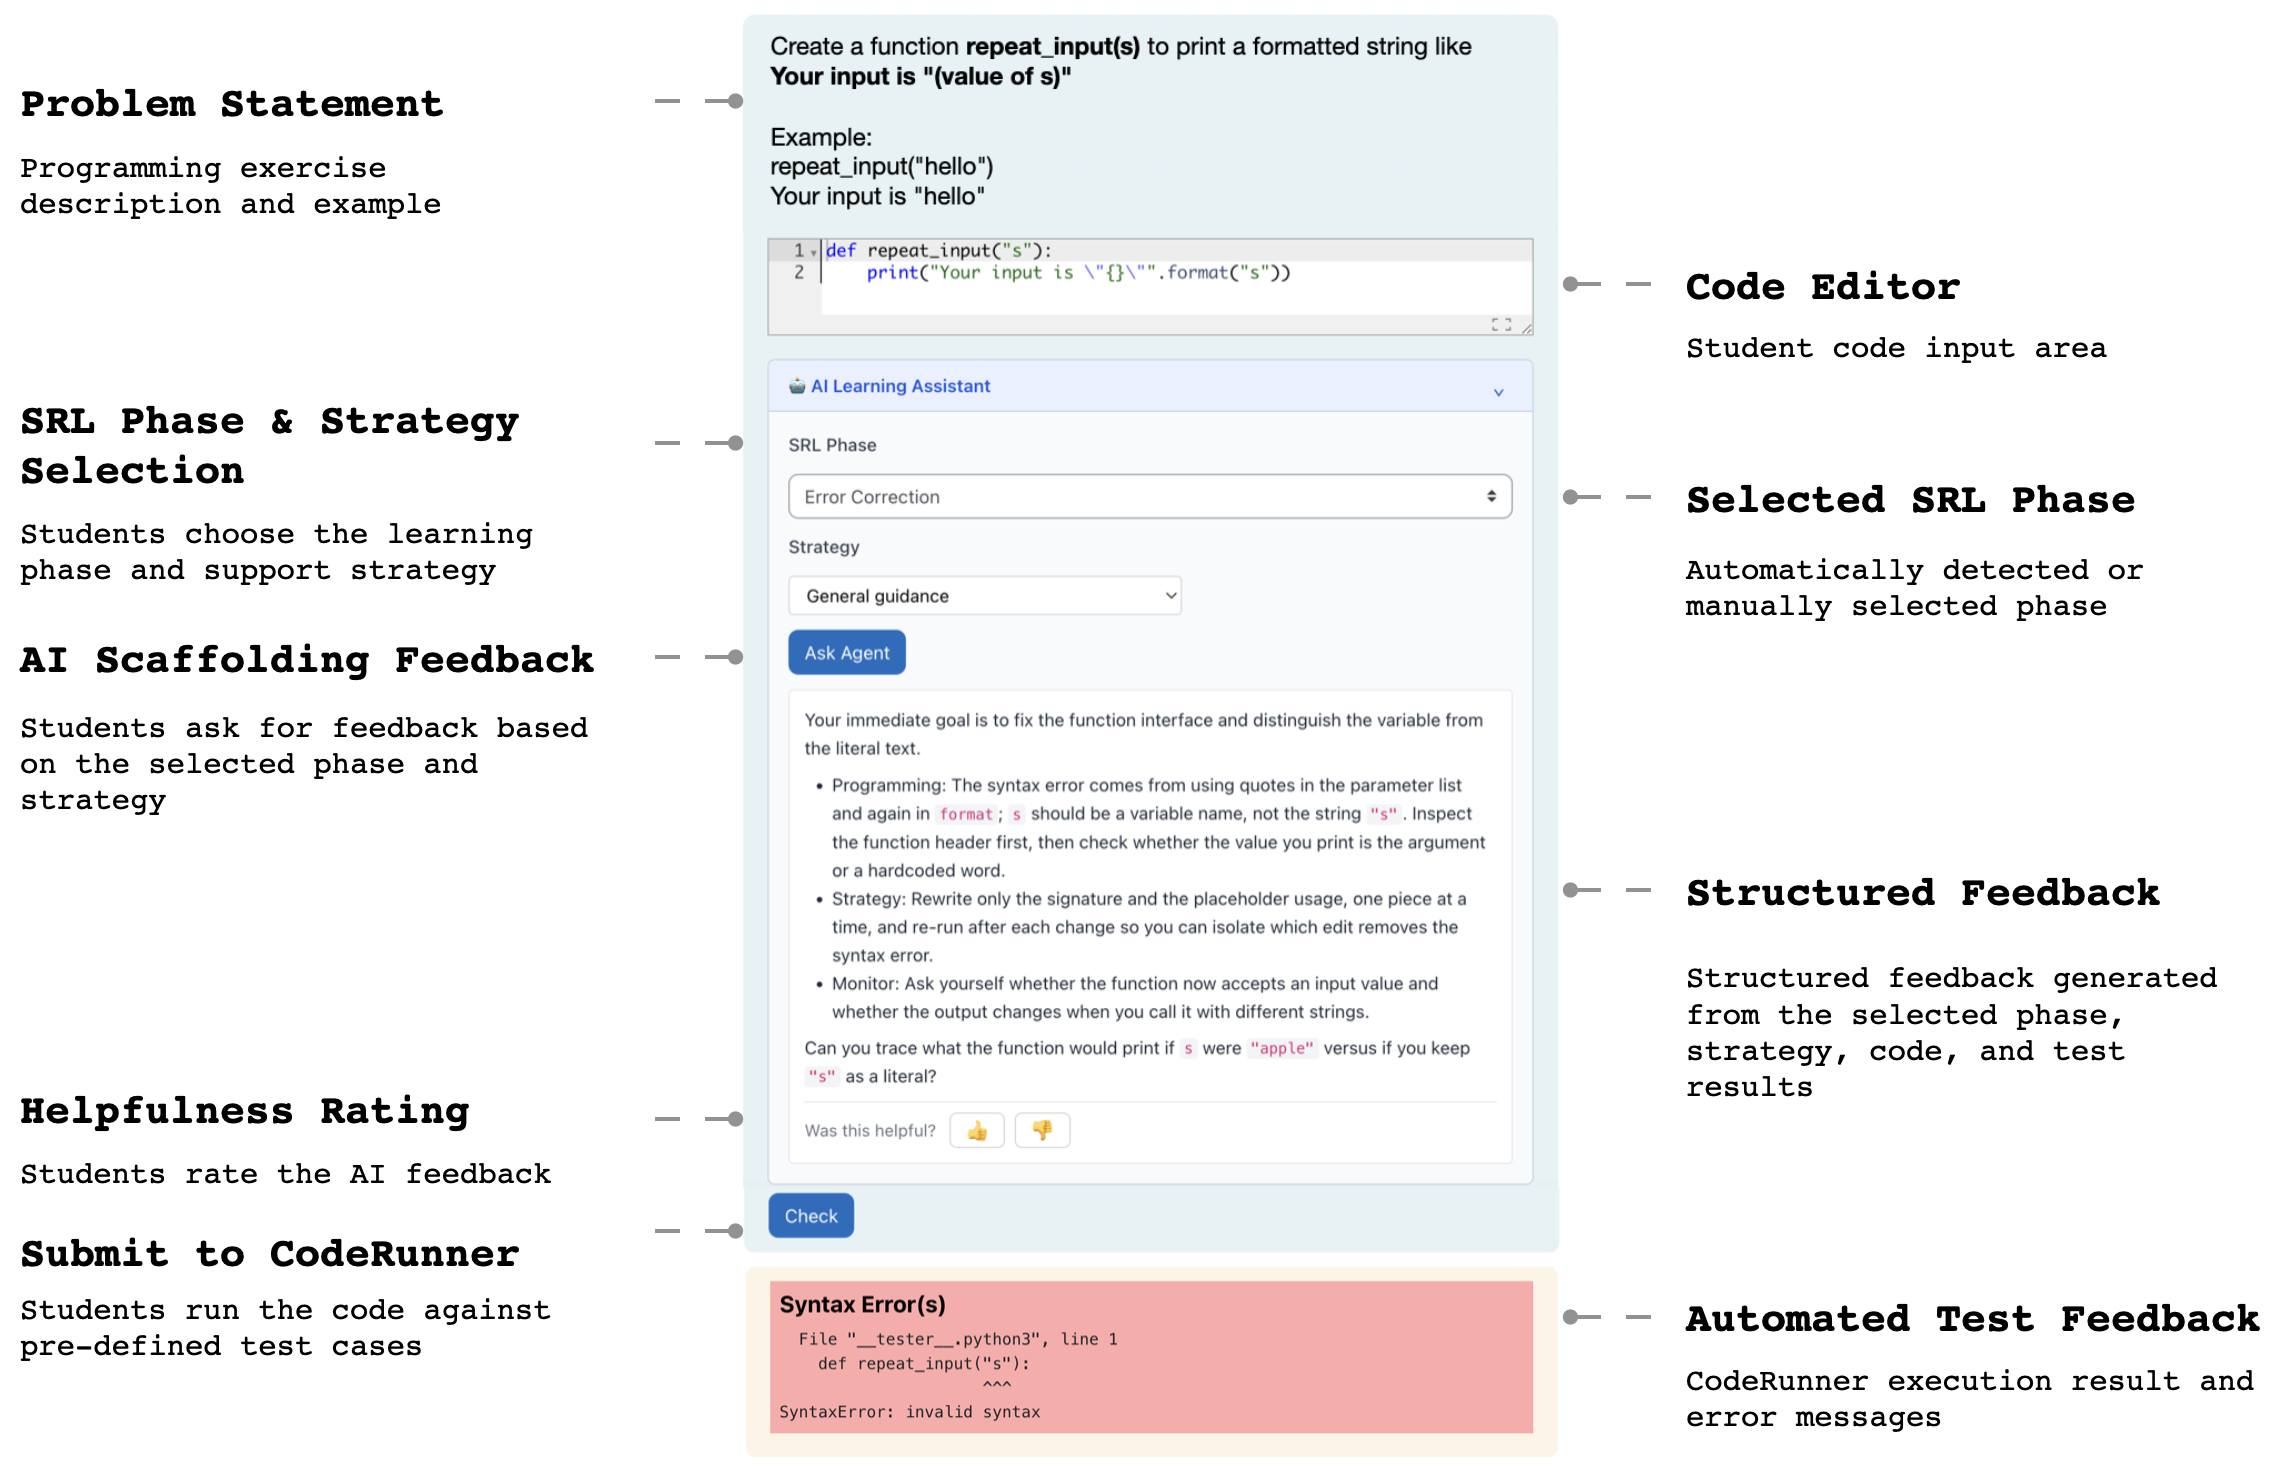 Problem Statement
Programming exercise
description and example
SRL Phase & Strategy
Selection
Students choose the learning
phase and support strategy
AI Scaffolding Feedback
Students ask for feedback based
on the selected phase and
strategy
Helpfulness Rating
Students rate the AI feedback
Submit to CodeRunner
Students run the code against
pre-defined test cases
Create a function repeat_input(s) to print a formatted string like
Your input is "(value of s)"
Example:
repeat_input("hello")
Your input is "hello"
1 def repeat_input("s"):
2     print("Your input is \"{}\"".format("s"))
AI Learning Assistant
SRL Phase
Error Correction
Strategy
General guidance
Ask Agent
Your immediate goal is to fix the function interface and distinguish the variable from
the literal text.
• Programming: The syntax error comes from using quotes in the parameter list
and again in format; s should be a variable name, not the string "s". Inspect
the function header first, then check whether the value you print is the argument
or a hardcoded word.
• Strategy: Rewrite only the signature and the placeholder usage, one piece at a
time, and re-run after each change so you can isolate which edit removes the
syntax error.
• Monitor: Ask yourself whether the function now accepts an input value and
whether the output changes when you call it with different strings.
Can you trace what the function would print if s were "apple" versus if you keep
"s" as a literal?
Was this helpful?
Check
Syntax Error(s)
File "__tester__.python3", line 1
def repeat_input("s"):
^^^
SyntaxError: invalid syntax
Code Editor
Student code input area
Selected SRL Phase
Automatically detected or
manually selected phase
Structured Feedback
Structured feedback generated
from the selected phase,
strategy, code, and test
results
Automated Test Feedback
CodeRunner execution result and
error messages